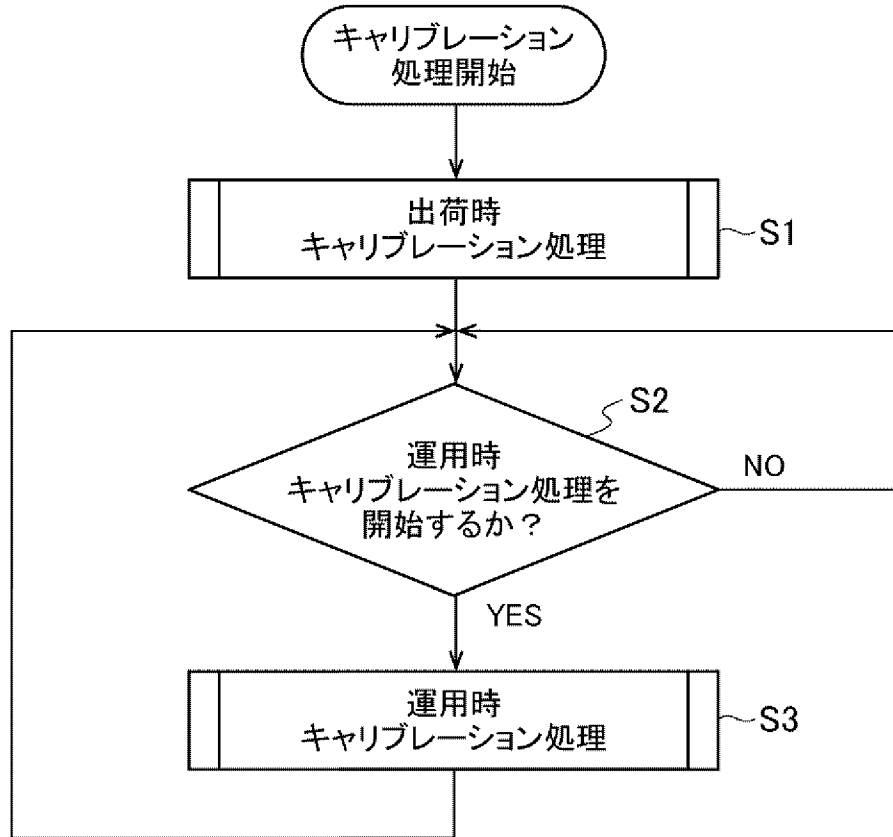 キャリブレーション
処理開始
出荷時
キャリブレーション処理
S1
S2
運用時
キャリブレーション処理を
開始するか？
NO
YES
運用時
キャリブレーション処理
S3